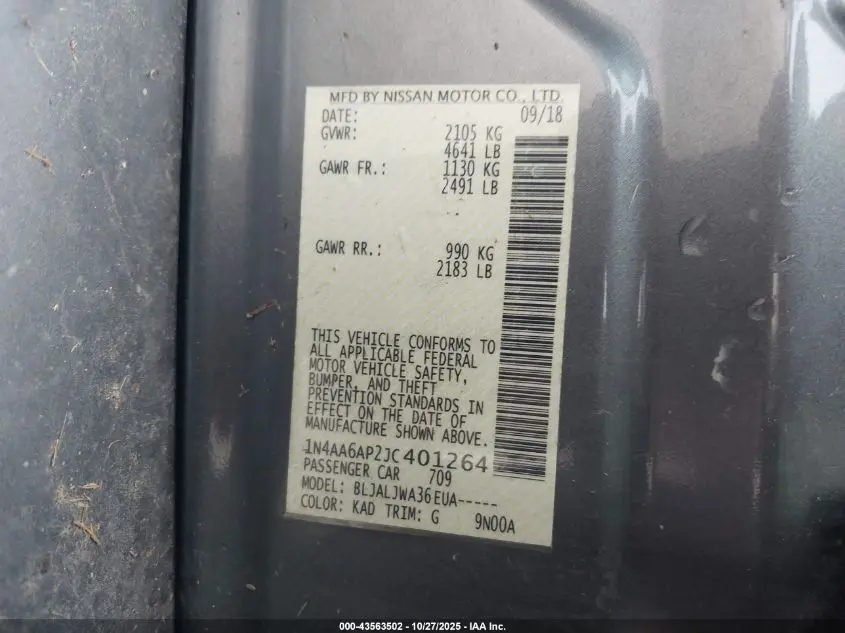 MFD BY NISSAN MOTOR CO., LTD.
DATE: 09/18
GVWR: 2105 KG
4641 LB
GAWR FR.: 1130 KG
2491 LB
GAWR RR.: 990 KG
2183 LB
THIS VEHICLE CONFORMS TO
ALL APPLICABLE FEDERAL
MOTOR VEHICLE SAFETY,
BUMPER, AND THEFT
PREVENTION STANDARDS IN
EFFECT ON THE DATE OF
MANUFACTURE SHOWN ABOVE.
1N4AA6AP2JC401264
PASSENGER CAR 709
MODEL: BLJALJWA36EUA-----
COLOR: KAD TRIM: G 9N00A
000-43563502 - 10/27/2025 - IAA Inc.